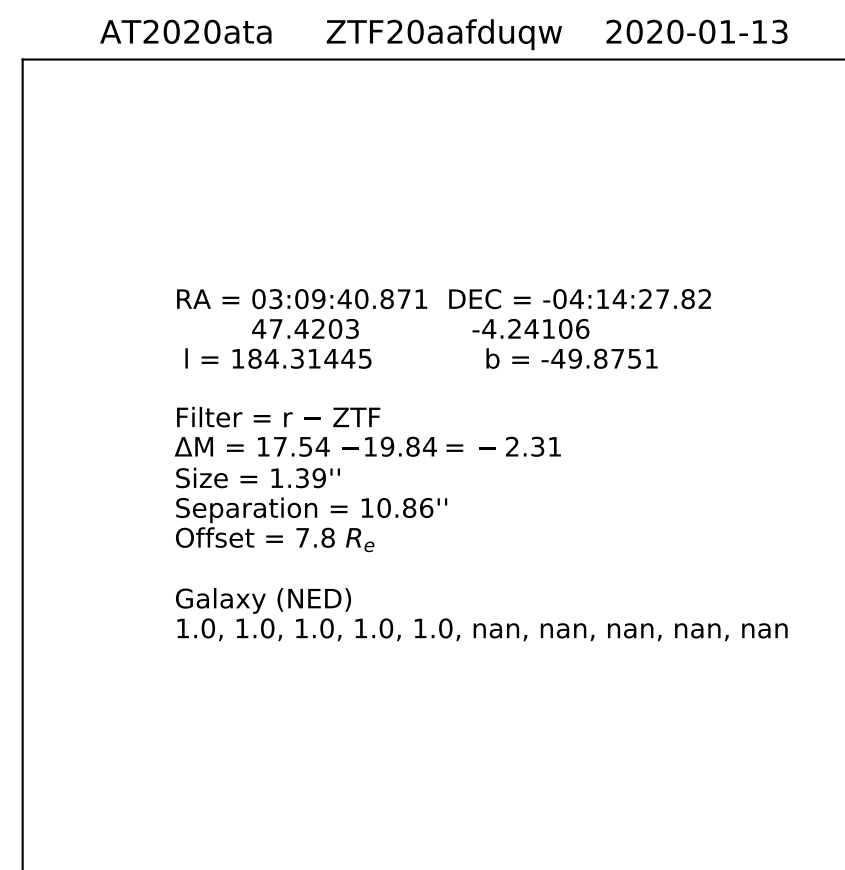 AT2020ata ZTF20aafduqw 2020-01-13
RA = 03:09:40.871 DEC = -04:14:27.82
47.4203 -4.24106
l = 184.31445 b = -49.8751
Filter = r − ZTF
ΔM = 17.54 −19.84 = − 2.31
Size = 1.39''
Separation = 10.86''
Offset = 7.8 Rₑ
Galaxy (NED)
1.0, 1.0, 1.0, 1.0, 1.0, nan, nan, nan, nan, nan